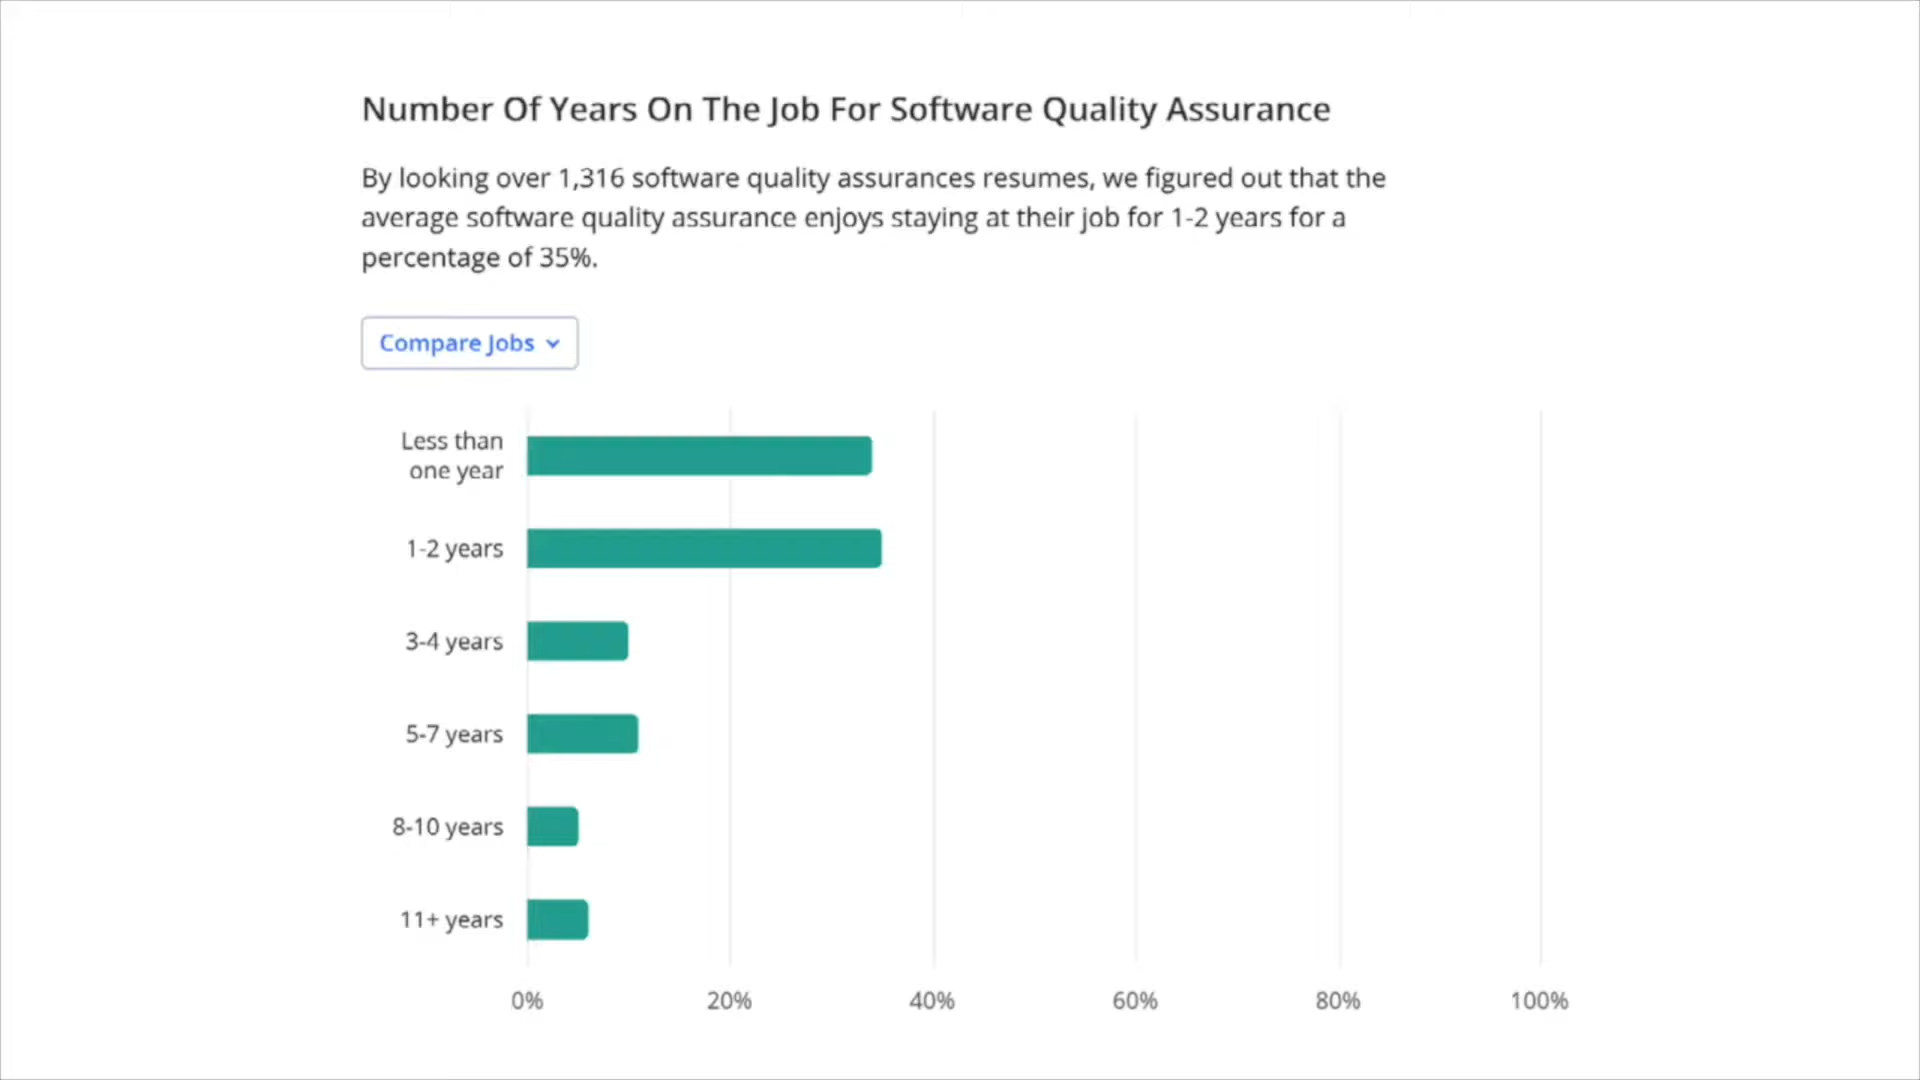 Number Of Years On The Job For Software Quality Assurance
By looking over 1,316 software quality assurances resumes, we figured out that the
average software quality assurance enjoys staying at their job for 1-2 years for a
percentage of 35%.
Compare Jobs
Less than
one year
1-2 years
3-4 years
5-7 years
8-10 years
11+ years
0% 20% 40% 60% 80% 100%